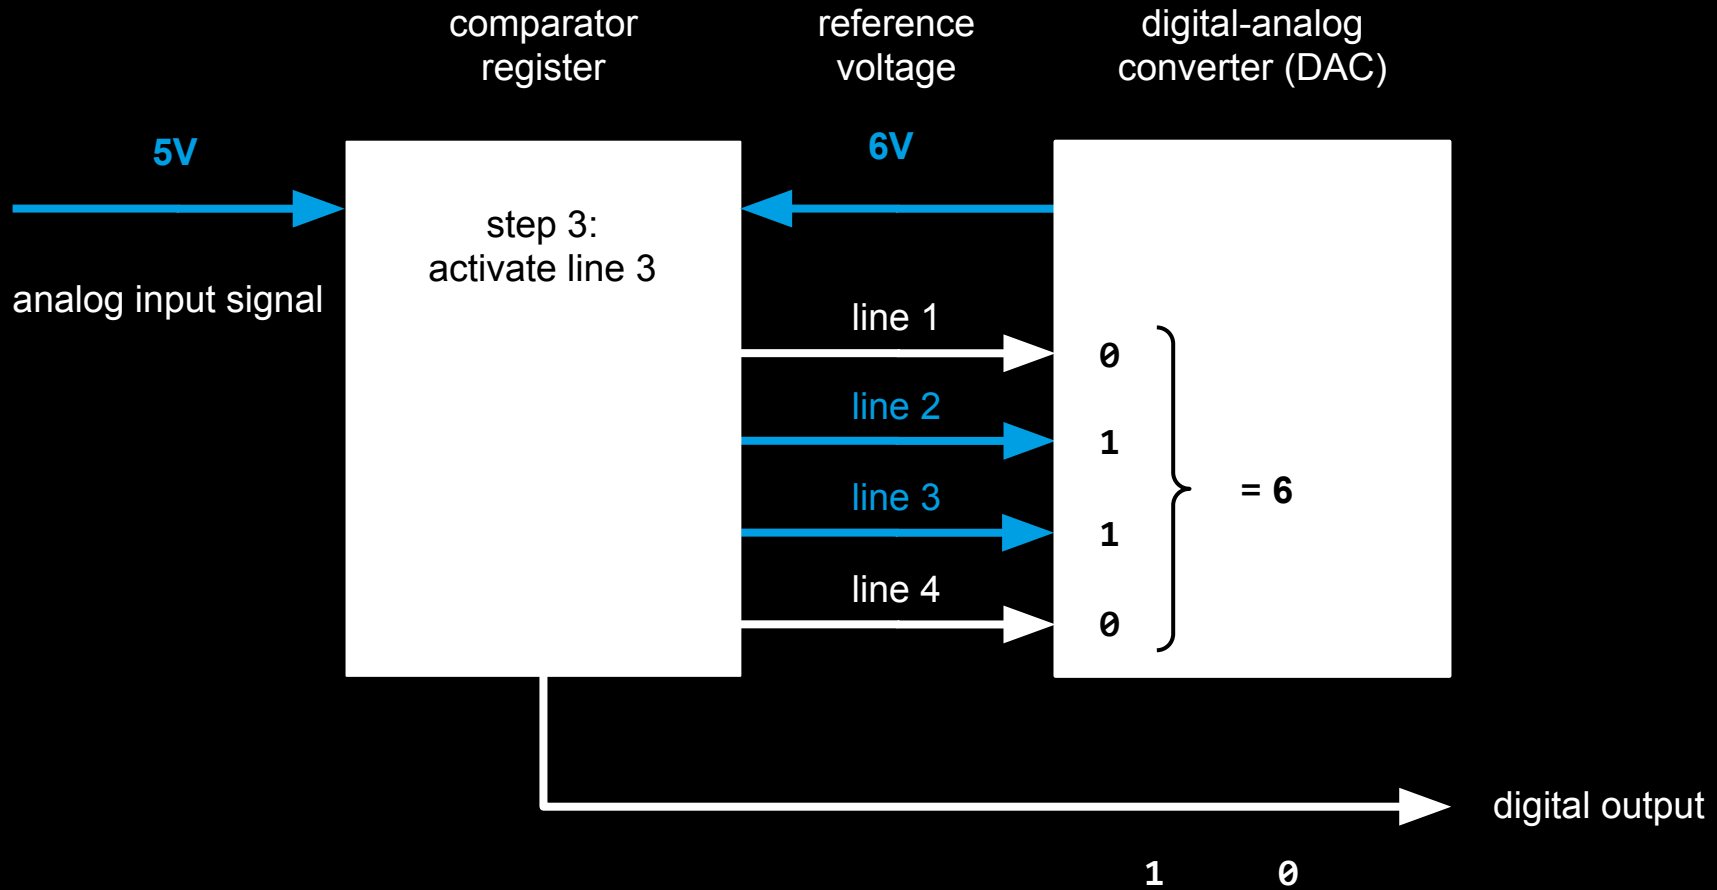 comparator
register
reference
voltage
digital-analog
converter (DAC)
5V
6V
step 3:
activate line 3
analog input signal
line 1
0
line 2
1
= 6
line 3
1
line 4
0
digital output
1 0